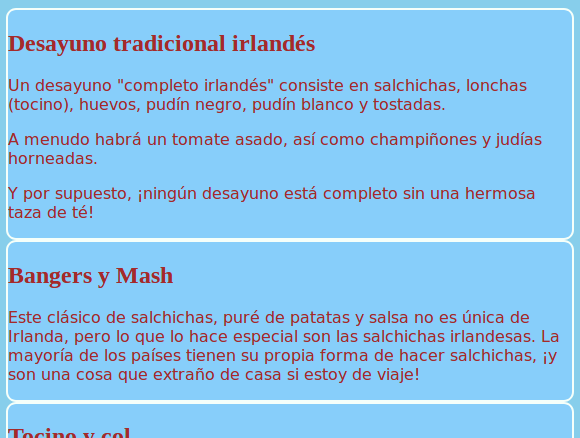 Desayuno tradicional irlandés
Un desayuno "completo irlandés" consiste en salchichas, lonchas
(tocino), huevos, pudín negro, pudín blanco y tostadas.
A menudo habrá un tomate asado, así como champiñones y judías
horneadas.
Y por supuesto, ¡ningún desayuno está completo sin una hermosa
taza de té!
Bangers y Mash
Este clásico de salchichas, puré de patatas y salsa no es única de
Irlanda, pero lo que lo hace especial son las salchichas irlandesas. La
mayoría de los países tienen su propia forma de hacer salchichas, ¡y
son una cosa que extraño de casa si estoy de viaje!
Tocino y col